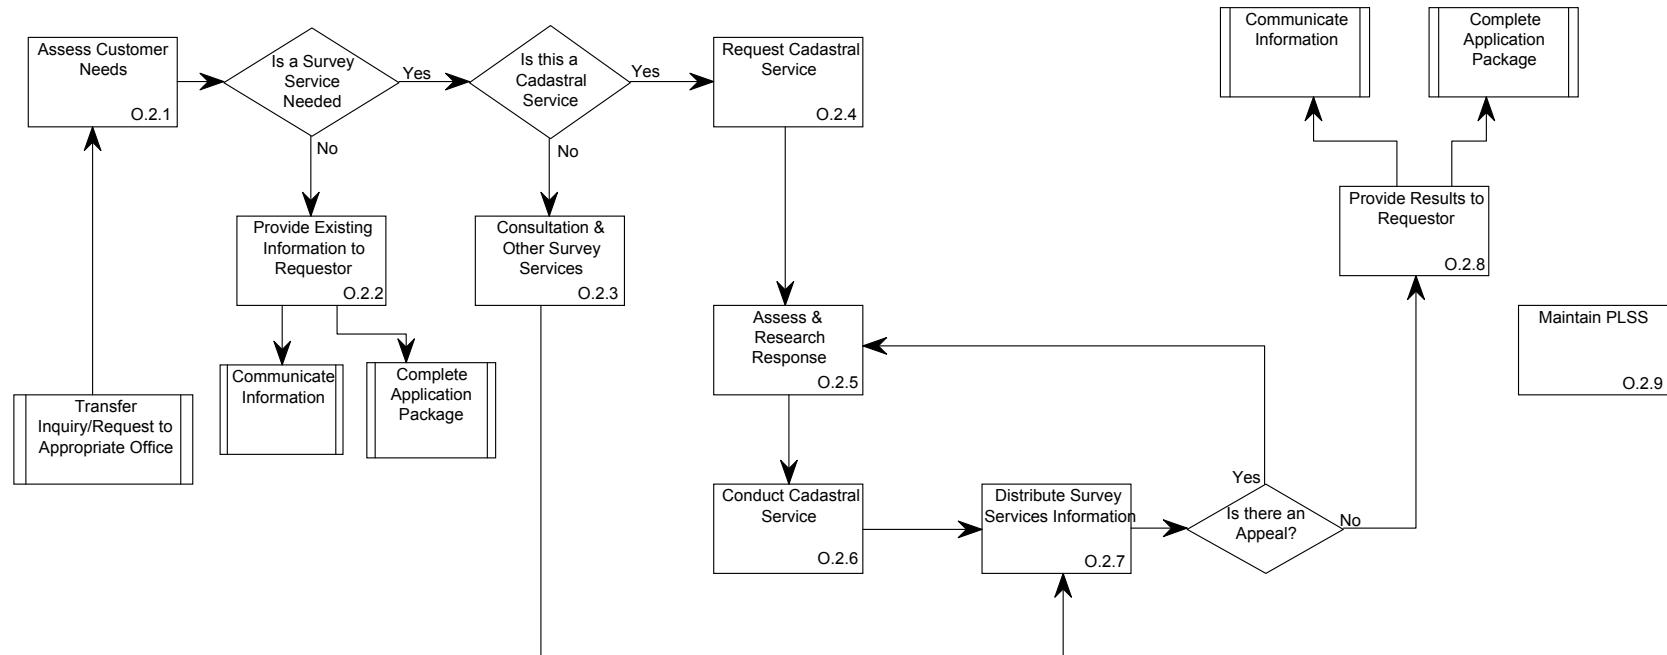 Assess Customer
Needs
O.2.1
Is a Survey
Service
Needed
Yes
No
Is this a
Cadastral
Service
Yes
No
Request Cadastral
Service
O.2.4
Communicate
Information
Complete
Application
Package
Provide Existing
Information to
Requestor
O.2.2
Consultation &
Other Survey
Services
O.2.3
Provide Results to
Requestor
O.2.8
Assess &
Research
Response
O.2.5
Maintain PLSS
O.2.9
Communicate
Information
Complete
Application
Package
Transfer
Inquiry/Request to
Appropriate Office
Conduct Cadastral
Service
O.2.6
Distribute Survey
Services Information
O.2.7
Yes
Is there an
Appeal?
No